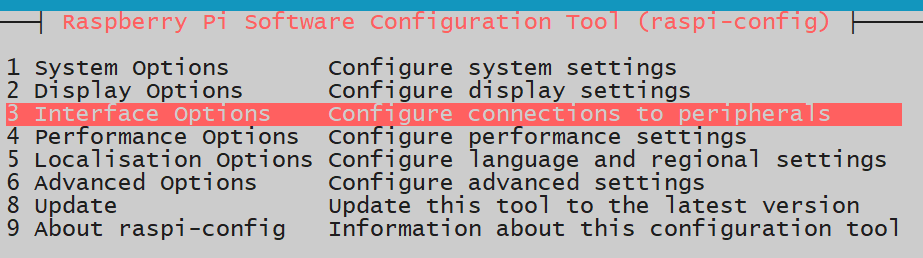 Raspberry Pi Software Configuration Tool (raspi-config)
1 System Options Configure system settings
2 Display Options Configure display settings
3 Interface Options Configure connections to peripherals
4 Performance Options Configure performance settings
5 Localisation Options Configure language and regional settings
6 Advanced Options Configure advanced settings
8 Update Update this tool to the latest version
9 About raspi-config Information about this configuration tool